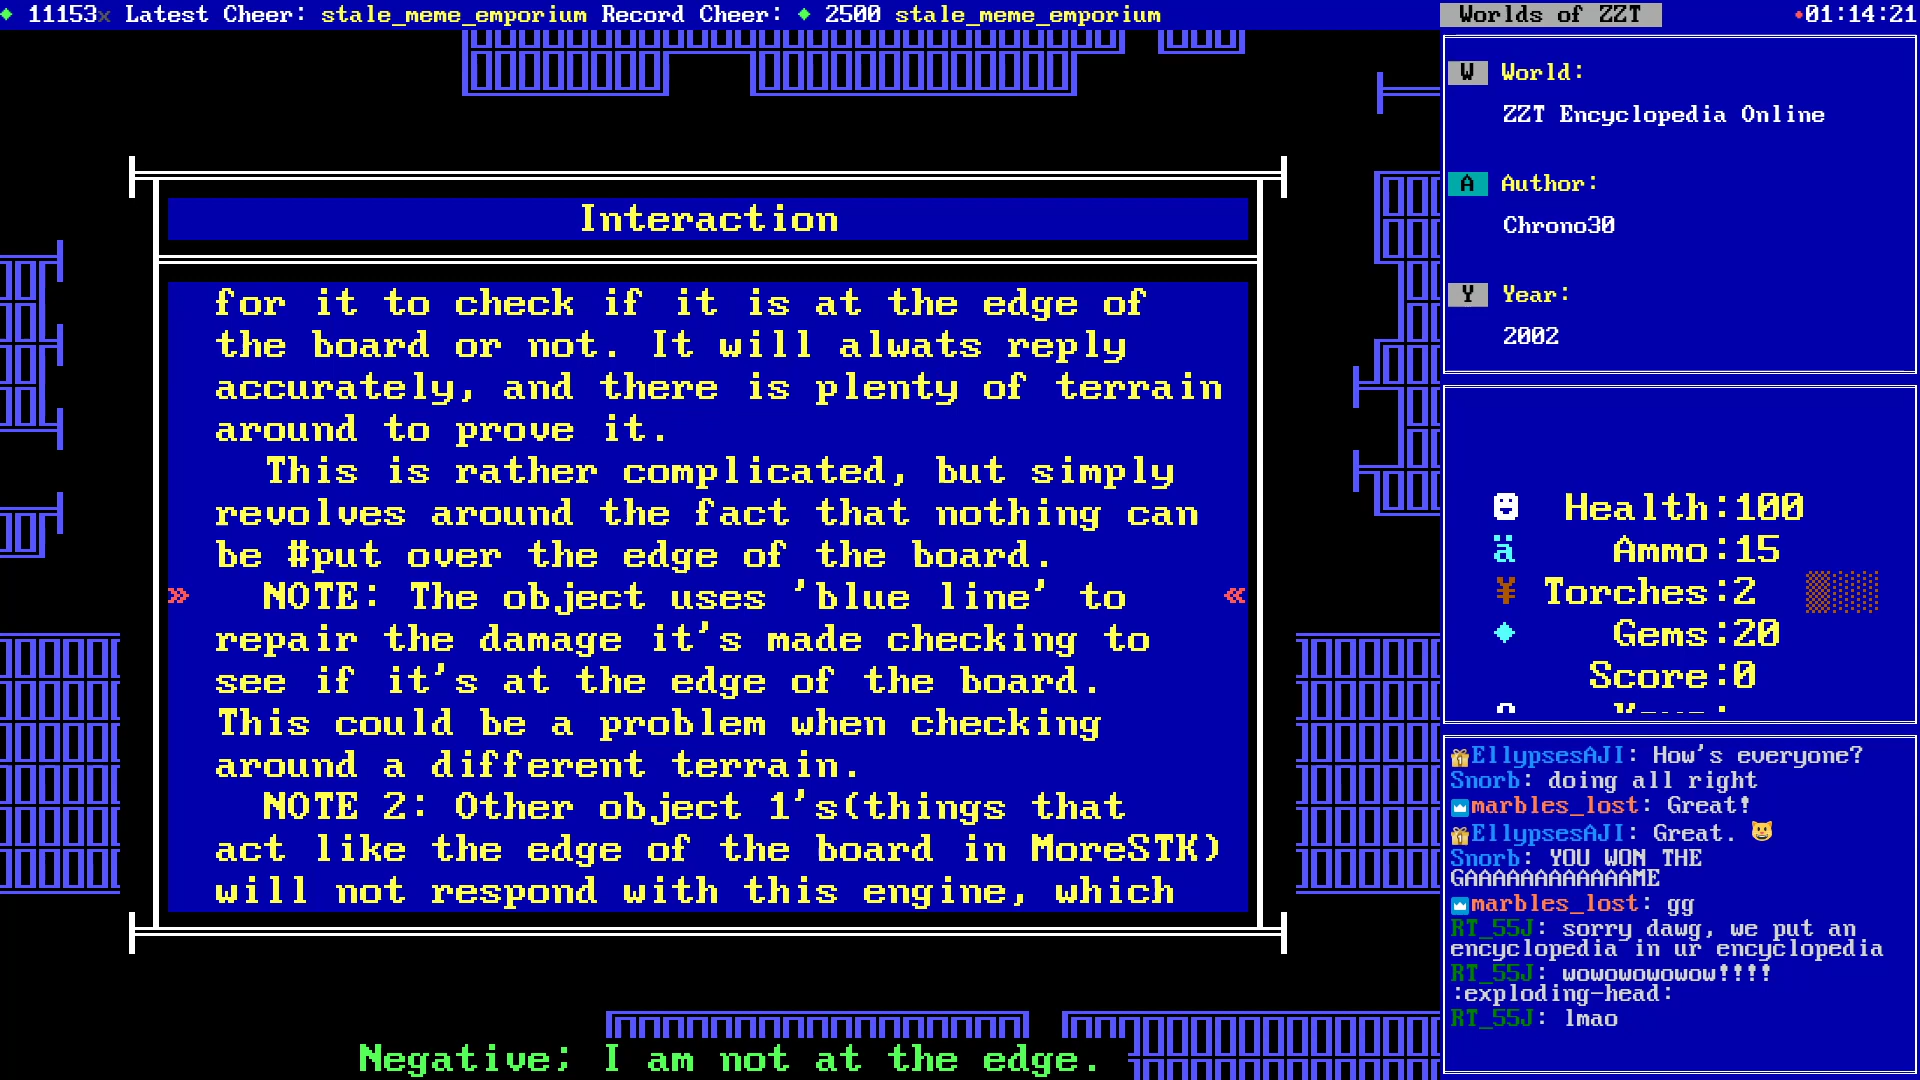 11153x Latest Cheer: stale_meme_emporium Record Cheer: 2500 stale_meme_emporium
Worlds of ZZT
01:14:21
W World:
ZZT Encyclopedia Online
A Author:
Chrono30
Y Year:
2002
Interaction
for it to check if it is at the edge of
the board or not. It will alwats reply
accurately, and there is plenty of terrain
around to prove it.
This is rather complicated, but simply
revolves around the fact that nothing can
be #put over the edge of the board.
» NOTE: The object uses 'blue line' to «
repair the damage it's made checking to
see if it's at the edge of the board.
This could be a problem when checking
around a different terrain.
NOTE 2: Other object 1's(things that
act like the edge of the board in MoreSTK)
will not respond with this engine, which
Negative; I am not at the edge.
Health:100
ä Ammo:15
¥ Torches:2
Gems:20
Score:0
EllypsesAJI: How's everyone?
Snorb: doing all right
marbles_lost: Great!
EllypsesAJI: Great.
Snorb: YOU WON THE
GAAAAAAAAAAAAME
marbles_lost: gg
RT_55J: sorry dawg, we put an
encyclopedia in ur encyclopedia
RT_55J: wowowowowow!!!!
:exploding-head:
RT_55J: lmao